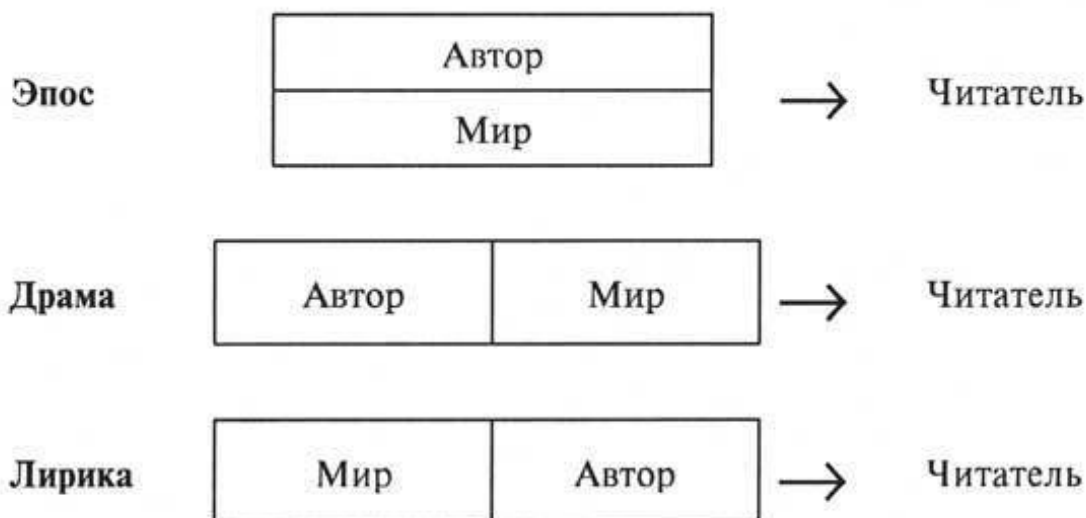 Автор
Эпос → Читатель
Мир
Драма Автор Мир → Читатель
Лирика Мир Автор → Читатель